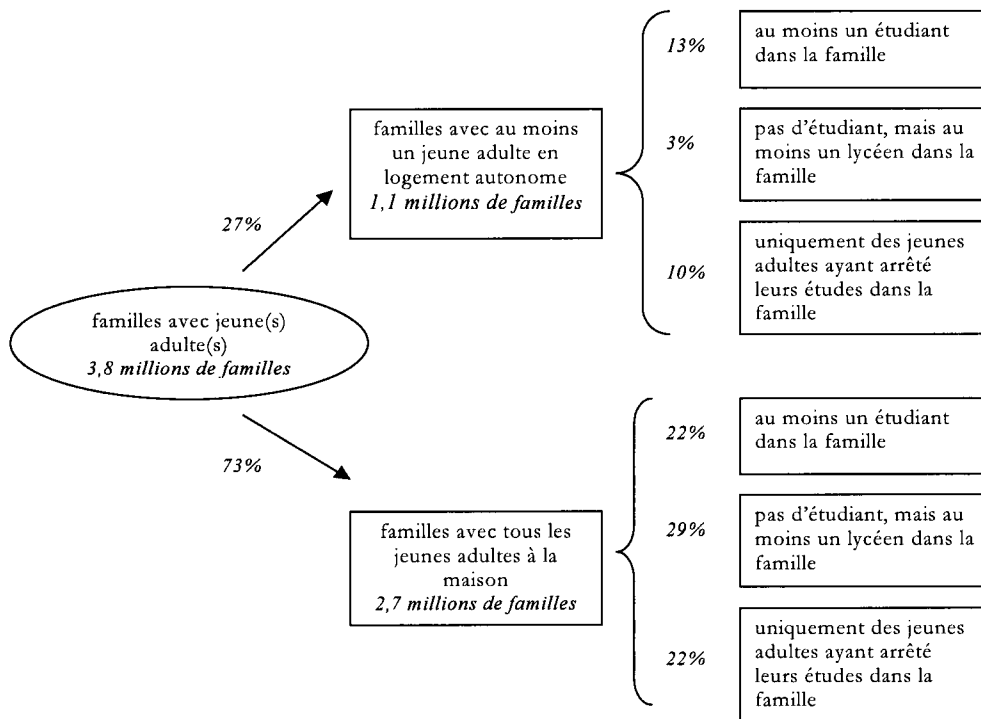 13%
au moins un étudiant
dans la famille
familles avec au moins
un jeune adulte en
logement autonome
1,1 millions de familles
3%
pas d'étudiant, mais au
moins un lycéen dans la
famille
27%
10%
uniquement des jeunes
adultes ayant arrêté
leurs études dans la
famille
familles avec jeune(s)
adulte(s)
3,8 millions de familles
73%
22%
au moins un étudiant
dans la famille
familles avec tous les
jeunes adultes à la
maison
2,7 millions de familles
29%
pas d'étudiant, mais au
moins un lycéen dans la
famille
22%
uniquement des jeunes
adultes ayant arrêté
leurs études dans la
famille